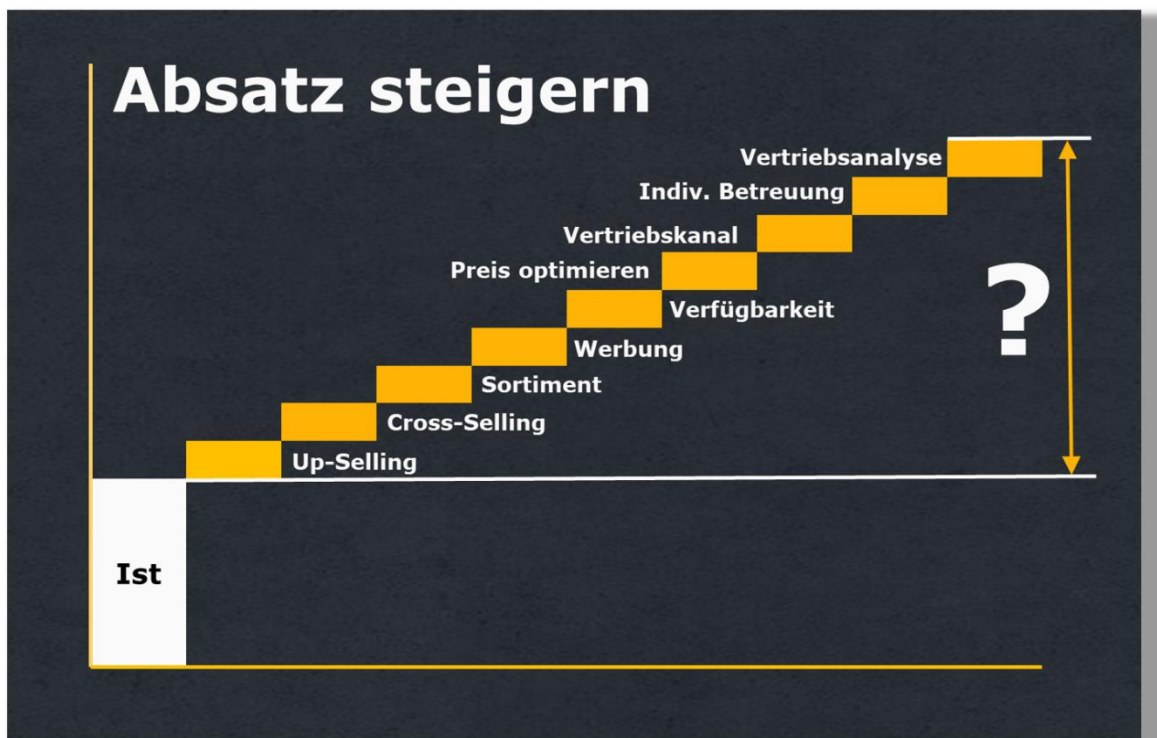 Absatz steigern
Vertriebsanalyse
Indiv. Betreuung
Vertriebskanal
Preis optimieren
?
Verfügbarkeit
Werbung
Sortiment
Cross-Selling
Up-Selling
Ist